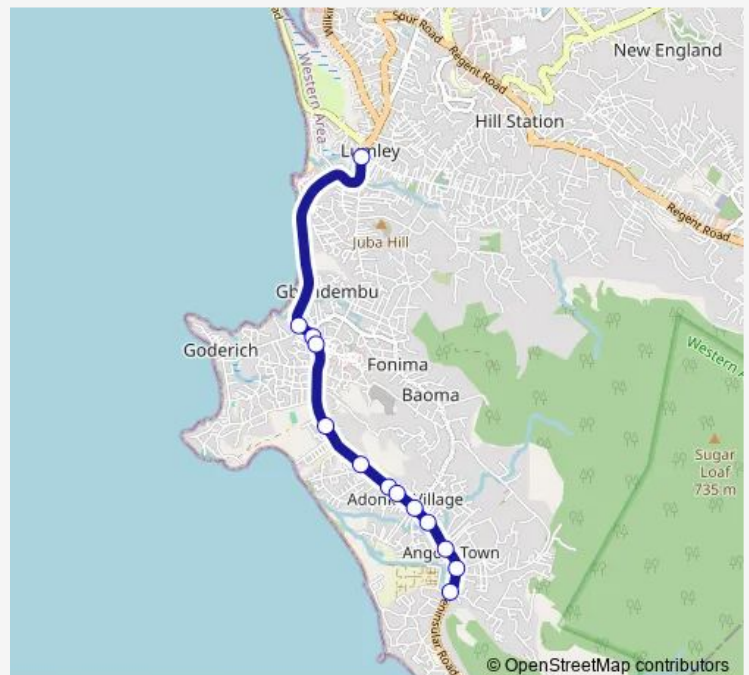 Spur Road
Regent Road
New England
Hill Station
Western Area
Lumley
Regent Road
Juba Hill
Goderich
Fonima
Baoma
Western A
Sugar
Loaf
735 m
Village
Town
Peninsular Road
© OpenStreetMap contributors